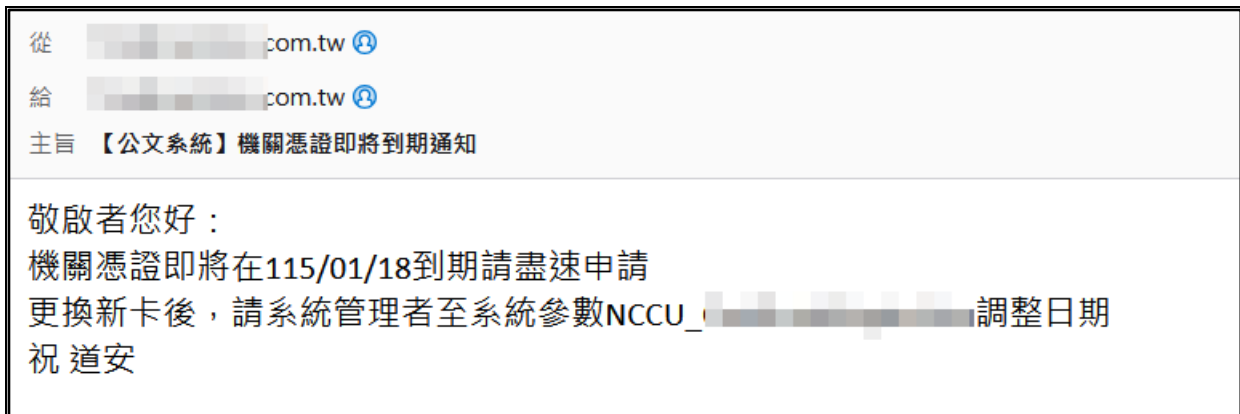 從 com.tw
給 com.tw
主旨 【公文系統】機關憑證即將到期通知
敬啟者您好：
機關憑證即將在115/01/18到期請盡速申請
更換新卡後，請系統管理者至系統參數NCCU_ 調整日期
祝 道安